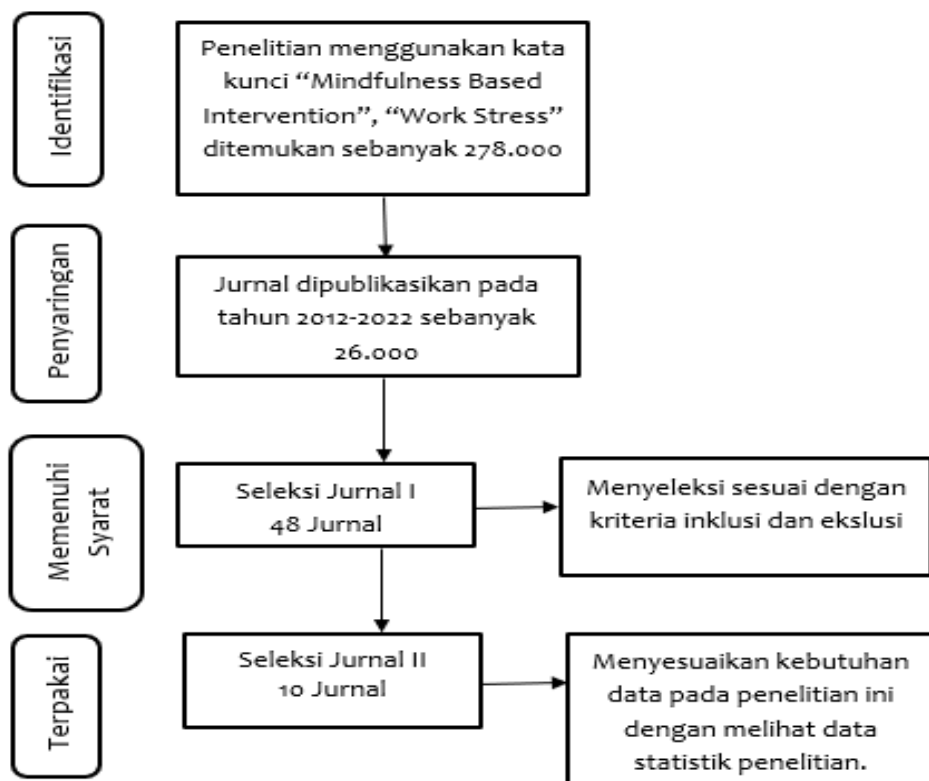 Identifikasi
Penelitian menggunakan kata
kunci “Mindfulness Based
Intervention”, “Work Stress”
ditemukan sebanyak 278.000
Penyaringan
Jurnal dipublikasikan pada
tahun 2012-2022 sebanyak
26.000
Memenuhi
Syarat
Seleksi Jurnal I
48 Jurnal
Menyeleksi sesuai dengan
kriteria inklusi dan ekslusi
Terpakai
Seleksi Jurnal II
10 Jurnal
Menyesuaikan kebutuhan
data pada penelitian ini
dengan melihat data
statistik penelitian.